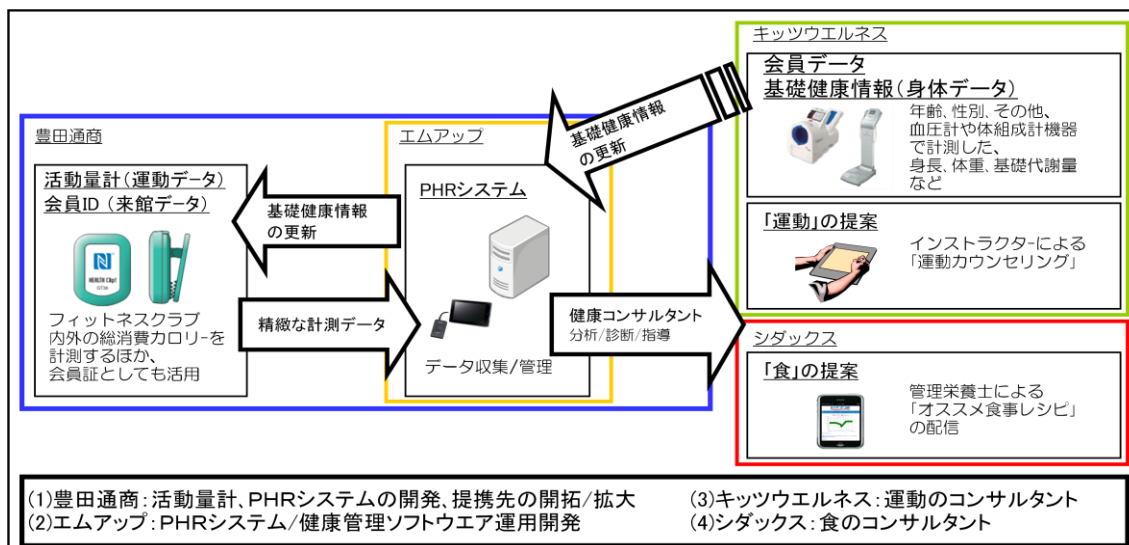 キッツウエルネス
会員データ
基礎健康情報(身体データ)
年齢、性別、その他、
血圧計や体組成計機器
で計測した、
身長、体重、基礎代謝量
など
「運動」の提案
インストラクターによる
「運動カウンセリング」
豊田通商
活動量計(運動データ)
会員ID(来館データ)
HEALTH Clip!
フィットネスクラブ
内外の総消費カロリーを
計測するほか、
会員証としても活用
基礎健康情報
の更新
精緻な計測データ
エムアップ
PHRシステム
データ収集/管理
基礎健康情報
の更新
健康コンサルタント
分析/診断/指導
シダックス
「食」の提案
管理栄養士による
「オススメ食事レシピ」
の配信
(1)豊田通商:活動量計、PHRシステムの開発、提携先の開拓/拡大
(2)エムアップ:PHRシステム/健康管理ソフトウエア運用開発
(3)キッツウエルネス:運動のコンサルタント
(4)シダックス:食のコンサルタント